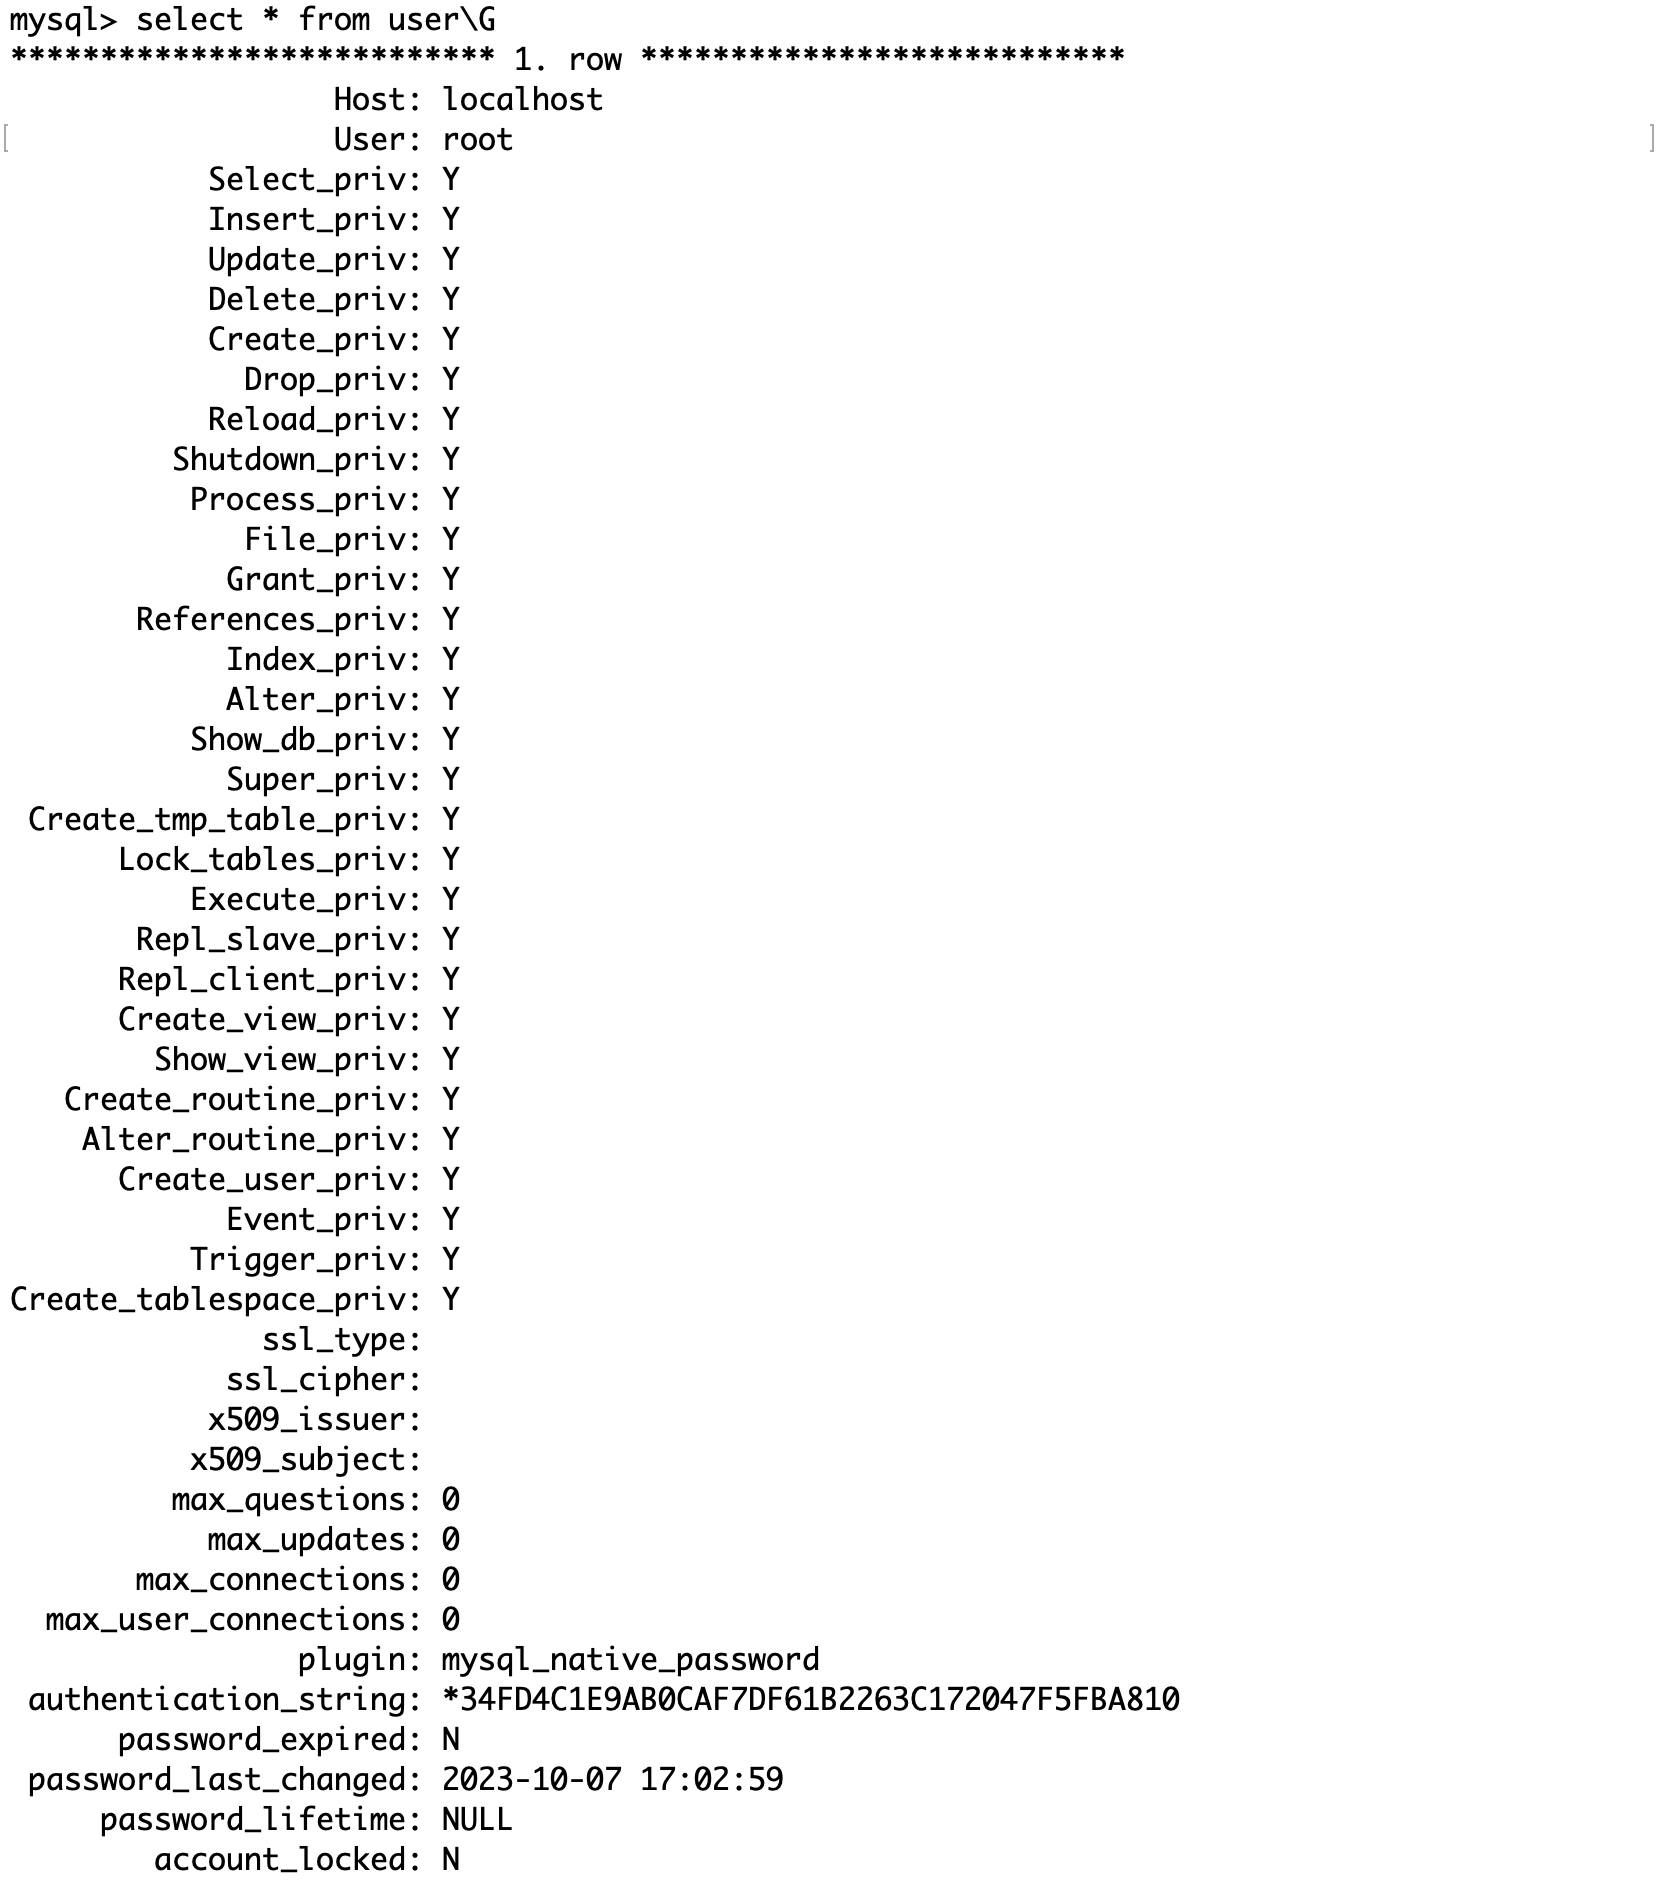 mysql> select * from user\G
*************************** 1. row ***************************
Host: localhost
User: root
Select_priv: Y
Insert_priv: Y
Update_priv: Y
Delete_priv: Y
Create_priv: Y
Drop_priv: Y
Reload_priv: Y
Shutdown_priv: Y
Process_priv: Y
File_priv: Y
Grant_priv: Y
References_priv: Y
Index_priv: Y
Alter_priv: Y
Show_db_priv: Y
Super_priv: Y
Create_tmp_table_priv: Y
Lock_tables_priv: Y
Execute_priv: Y
Repl_slave_priv: Y
Repl_client_priv: Y
Create_view_priv: Y
Show_view_priv: Y
Create_routine_priv: Y
Alter_routine_priv: Y
Create_user_priv: Y
Event_priv: Y
Trigger_priv: Y
Create_tablespace_priv: Y
ssl_type:
ssl_cipher:
x509_issuer:
x509_subject:
max_questions: 0
max_updates: 0
max_connections: 0
max_user_connections: 0
plugin: mysql_native_password
authentication_string: *34FD4C1E9AB0CAF7DF61B2263C172047F5FBA810
password_expired: N
password_last_changed: 2023-10-07 17:02:59
password_lifetime: NULL
account_locked: N